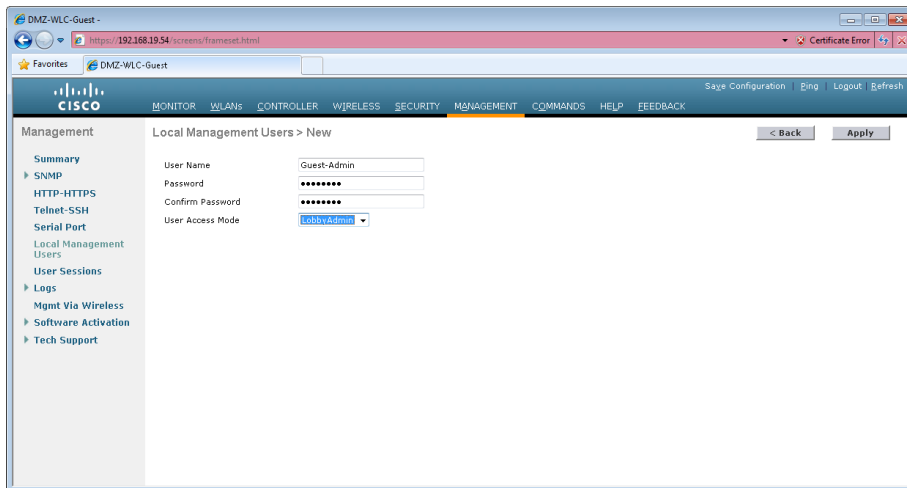 DMZ-WLC-Guest -
https://192.168.19.54/screens/frameset.html
Certificate Error
Favorites
DMZ-WLC-Guest
CISCO
MONITOR WLANs CONTROLLER WIRELESS SECURITY MANAGEMENT COMMANDS HELP FEEDBACK
Save Configuration | Ping | Logout | Refresh
Management
Summary
SNMP
HTTP-HTTPS
Telnet-SSH
Serial Port
Local Management
Users
User Sessions
Logs
Mgmt Via Wireless
Software Activation
Tech Support
Local Management Users > New
< Back
Apply
User Name Guest-Admin
Password ••••••••
Confirm Password ••••••••
User Access Mode LobbyAdmin